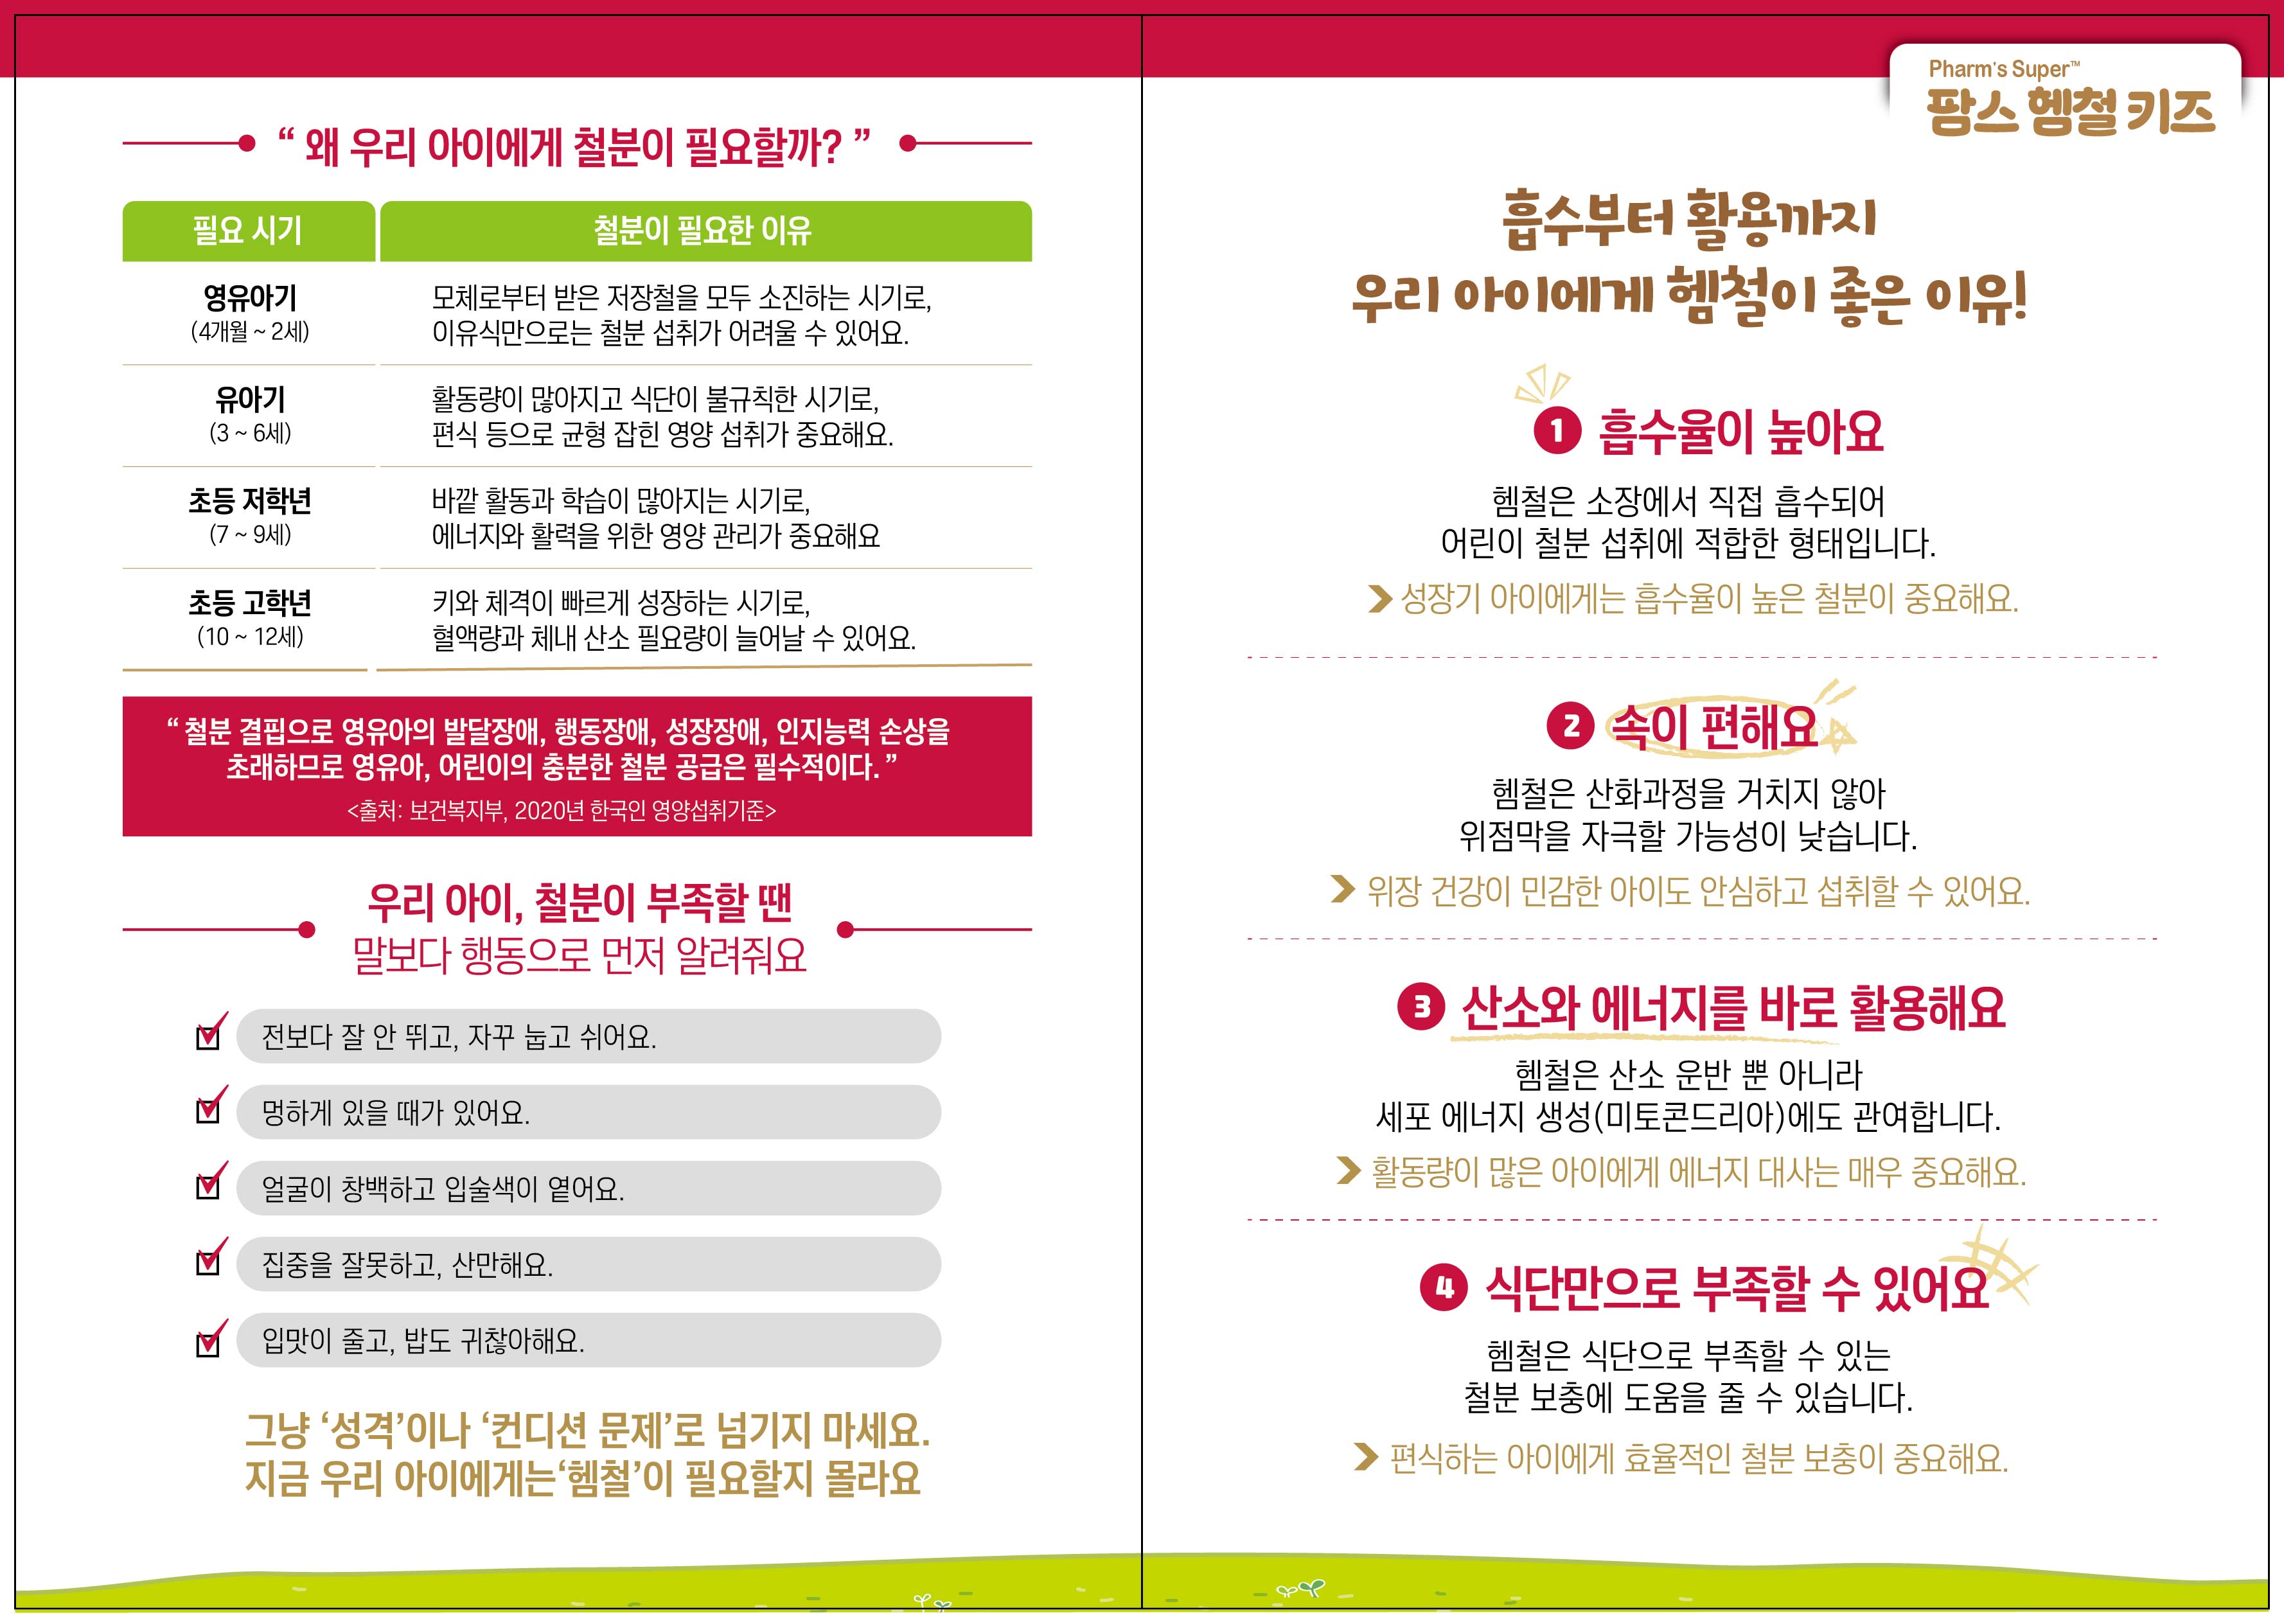 “ 왜 우리 아이에게 철분이 필요할까? ”
필요 시기
철분이 필요한 이유
영유아기
(4개월 ~ 2세)
모체로부터 받은 저장철을 모두 소진하는 시기로,
이유식만으로는 철분 섭취가 어려울 수 있어요.
유아기
(3 ~ 6세)
활동량이 많아지고 식단이 불규칙한 시기로,
편식 등으로 균형 잡힌 영양 섭취가 중요해요.
초등 저학년
(7 ~ 9세)
바깥 활동과 학습이 많아지는 시기로,
에너지와 활력을 위한 영양 관리가 중요해요
초등 고학년
(10 ~ 12세)
키와 체격이 빠르게 성장하는 시기로,
혈액량과 체내 산소 필요량이 늘어날 수 있어요.
“ 철분 결핍으로 영유아의 발달장애, 행동장애, 성장장애, 인지능력 손상을
초래하므로 영유아, 어린이의 충분한 철분 공급은 필수적이다. ”
<출처: 보건복지부, 2020년 한국인 영양섭취기준>
우리 아이, 철분이 부족할 땐
말보다 행동으로 먼저 알려줘요
전보다 잘 안 뛰고, 자꾸 눕고 쉬어요.
멍하게 있을 때가 있어요.
얼굴이 창백하고 입술색이 옅어요.
집중을 잘못하고, 산만해요.
입맛이 줄고, 밥도 귀찮아해요.
그냥 ‘성격’이나 ‘컨디션 문제’로 넘기지 마세요.
지금 우리 아이에게는‘헴철’이 필요할지 몰라요
Pharm's Super™
팜스 헴철 키즈
흡수부터 활용까지
우리 아이에게 헴철이 좋은 이유!
1 흡수율이 높아요
헴철은 소장에서 직접 흡수되어
어린이 철분 섭취에 적합한 형태입니다.
성장기 아이에게는 흡수율이 높은 철분이 중요해요.
2 속이 편해요
헴철은 산화과정을 거치지 않아
위점막을 자극할 가능성이 낮습니다.
위장 건강이 민감한 아이도 안심하고 섭취할 수 있어요.
3 산소와 에너지를 바로 활용해요
헴철은 산소 운반 뿐 아니라
세포 에너지 생성(미토콘드리아)에도 관여합니다.
활동량이 많은 아이에게 에너지 대사는 매우 중요해요.
4 식단만으로 부족할 수 있어요
헴철은 식단으로 부족할 수 있는
철분 보충에 도움을 줄 수 있습니다.
편식하는 아이에게 효율적인 철분 보충이 중요해요.